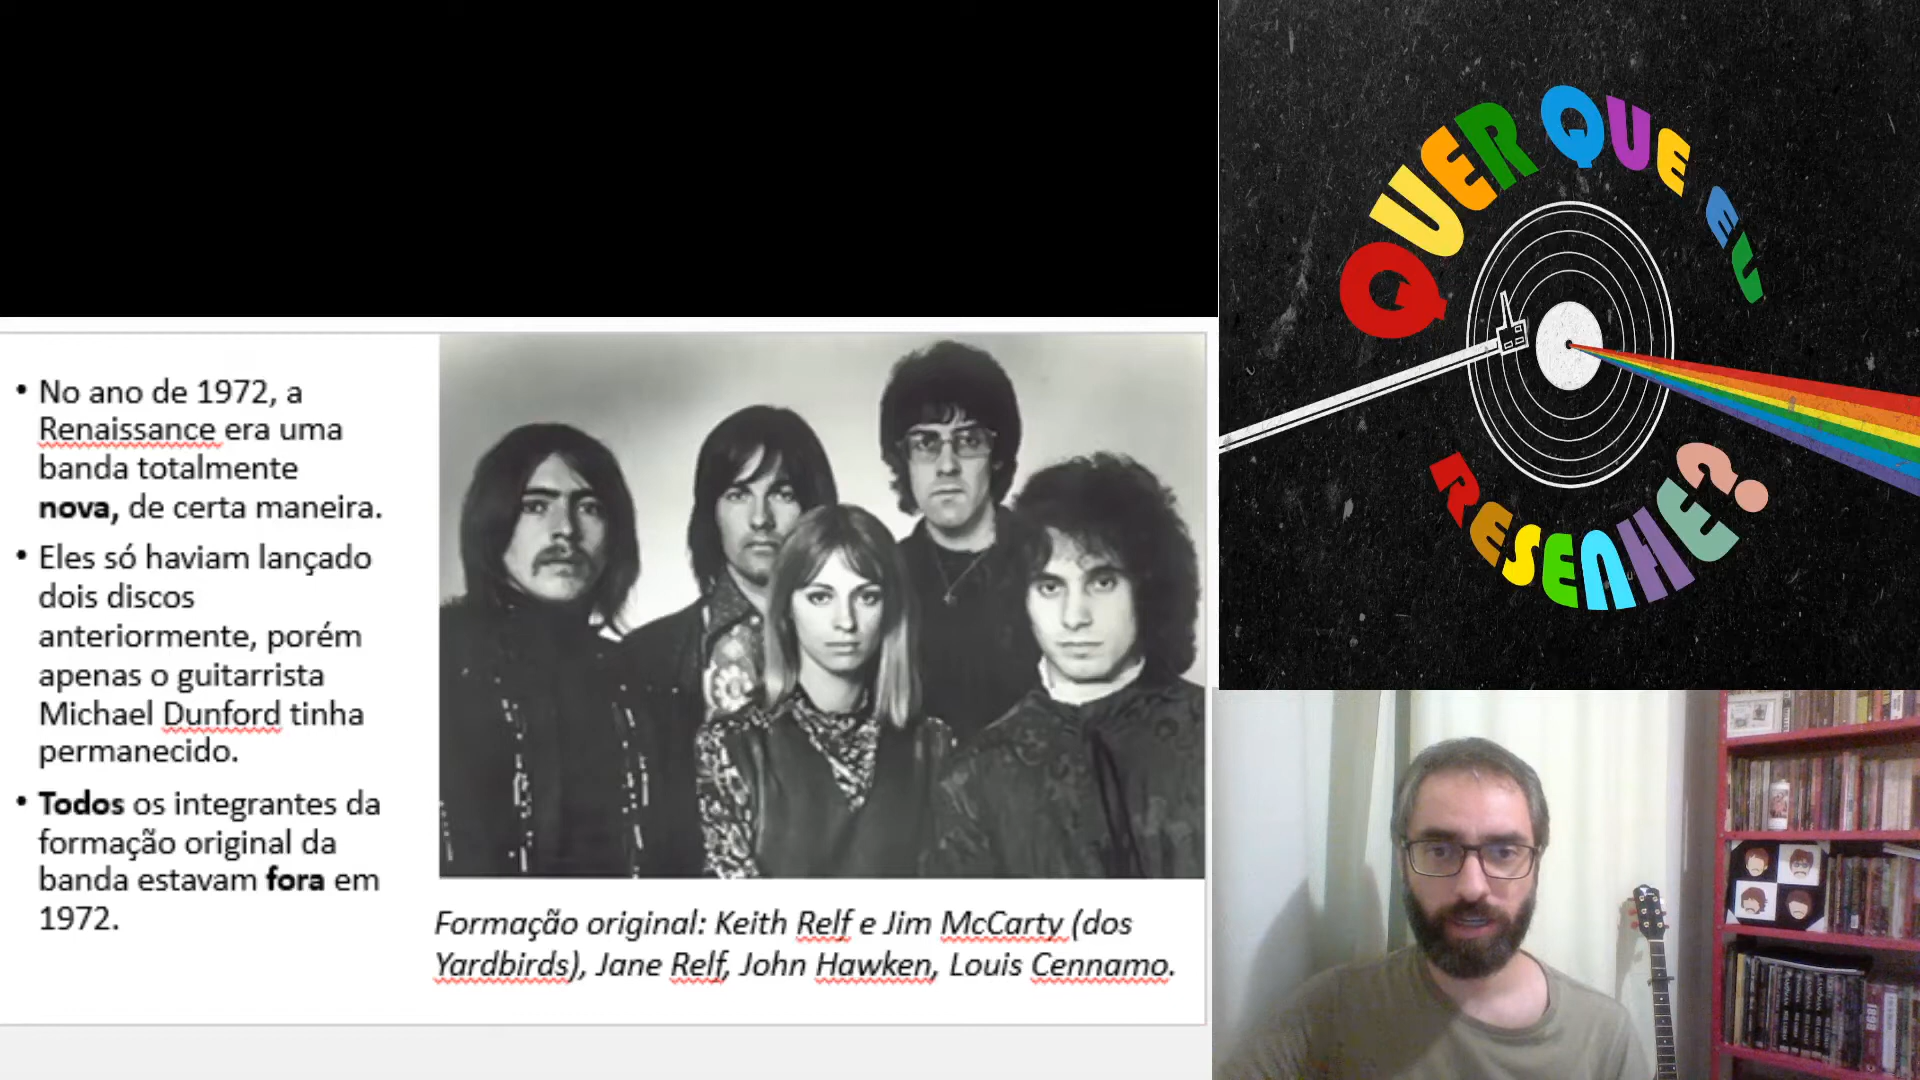 • No ano de 1972, a
Renaissance era uma
banda totalmente
nova, de certa maneira.
• Eles só haviam lançado
dois discos
anteriormente, porém
apenas o guitarrista
Michael Dunford tinha
permanecido.
• Todos os integrantes da
formação original da
banda estavam fora em
1972.
Formação original: Keith Relf e Jim McCarty (dos
Yardbirds), Jane Relf, John Hawken, Louis Cennamo.
QUER QUE EU
RESENHE?